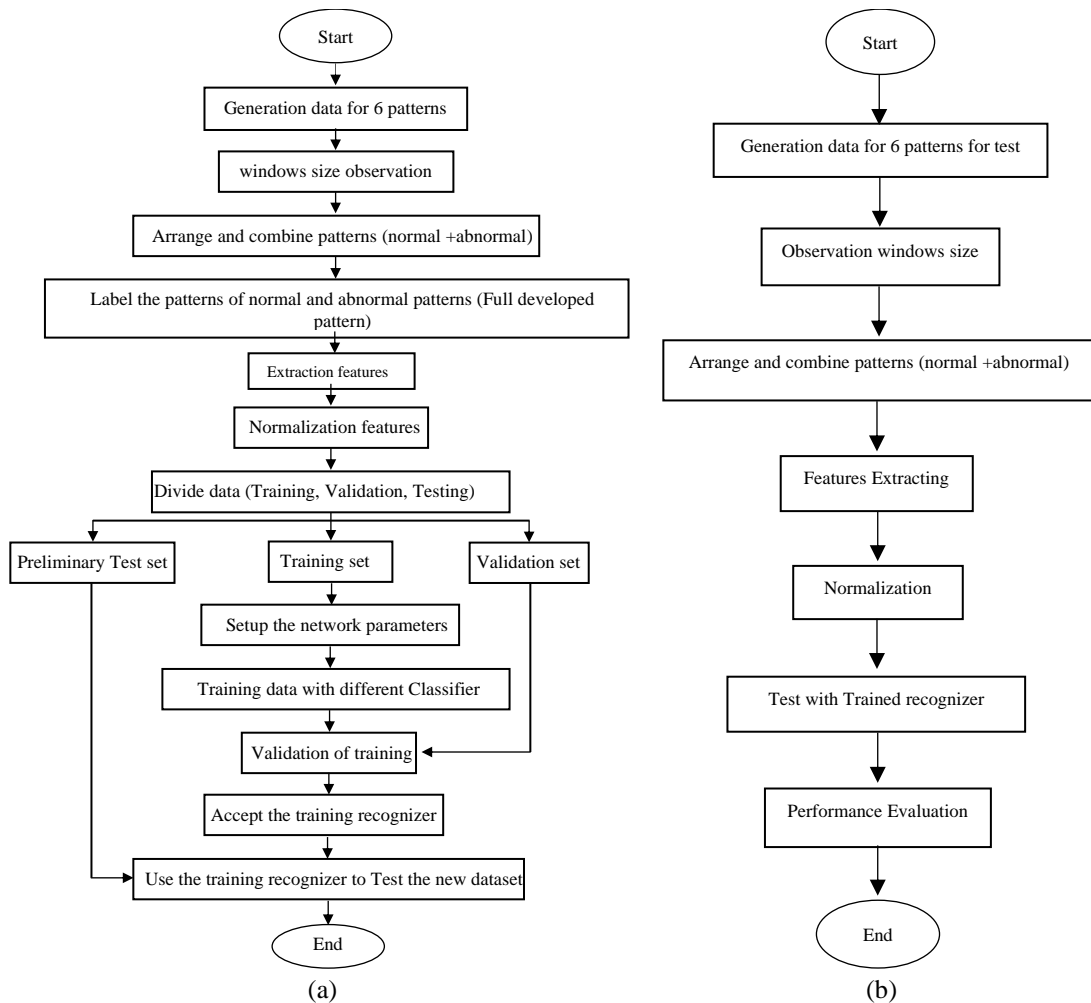 Start
Generation data for 6 patterns
windows size observation
Arrange and combine patterns (normal +abnormal)
Label the patterns of normal and abnormal patterns (Full developed
pattern)
Extraction features
Normalization features
Divide data (Training, Validation, Testing)
Preliminary Test set
Training set
Validation set
Setup the network parameters
Training data with different Classifier
Validation of training
Accept the training recognizer
Use the training recognizer to Test the new dataset
End
(a)
Start
Generation data for 6 patterns for test
Observation windows size
Arrange and combine patterns (normal +abnormal)
Features Extracting
Normalization
Test with Trained recognizer
Performance Evaluation
End
(b)